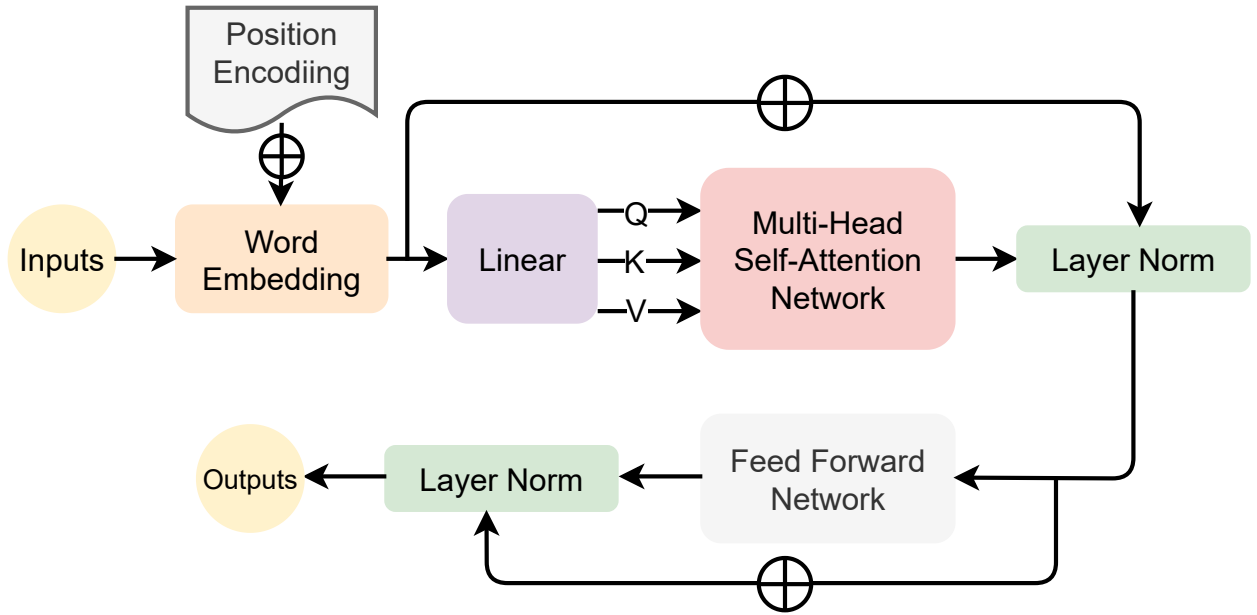 Position
Encodiing
Inputs
Word
Embedding
Linear
Q
K
V
Multi-Head
Self-Attention
Network
Layer Norm
Outputs
Layer Norm
Feed Forward
Network